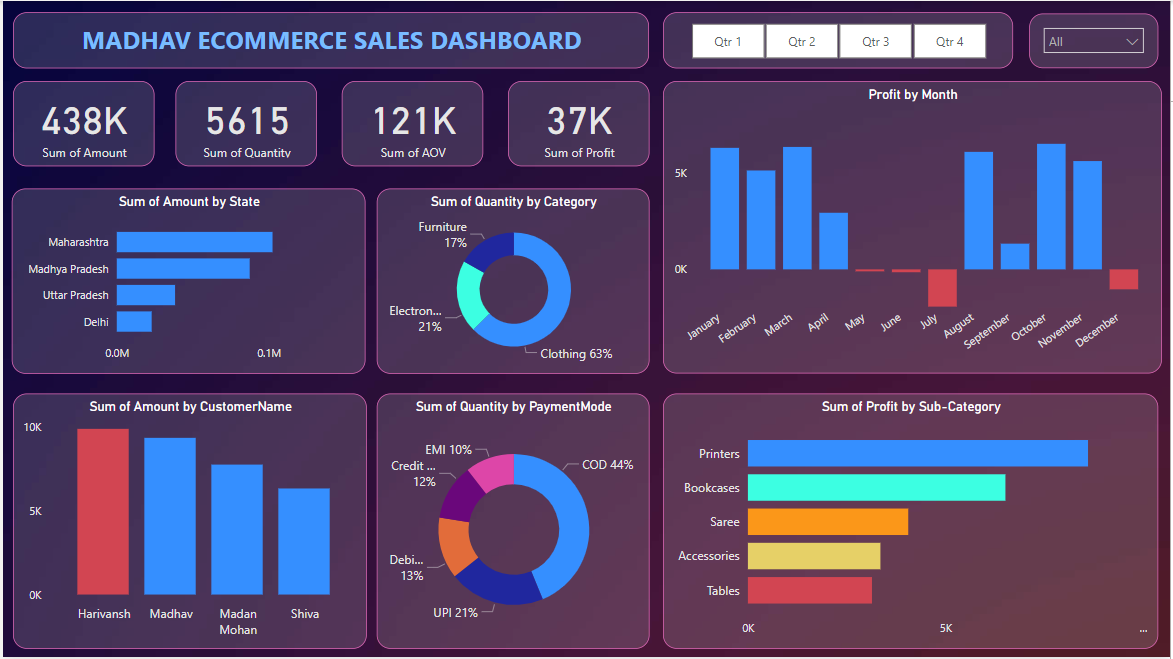 MADHAV ECOMMERCE SALES DASHBOARD
Qtr 1
Qtr 2
Qtr 3
Qtr 4
All
438K
Sum of Amount
5615
Sum of Quantity
121K
Sum of AOV
37K
Sum of Profit
Profit by Month
5K
0K
January
February
March
April
May
June
July
August
September
October
November
December
Sum of Amount by State
Maharashtra
Madhya Pradesh
Uttar Pradesh
Delhi
0.0M
0.1M
Sum of Quantity by Category
Furniture
17%
Electron...
21%
Clothing 63%
Sum of Amount by CustomerName
10K
5K
0K
Harivansh
Madhav
Madan
Mohan
Shiva
Sum of Quantity by PaymentMode
EMI 10%
Credit ...
12%
COD 44%
Debi...
13%
UPI 21%
Sum of Profit by Sub-Category
Printers
Bookcases
Saree
Accessories
Tables
0K
5K
...